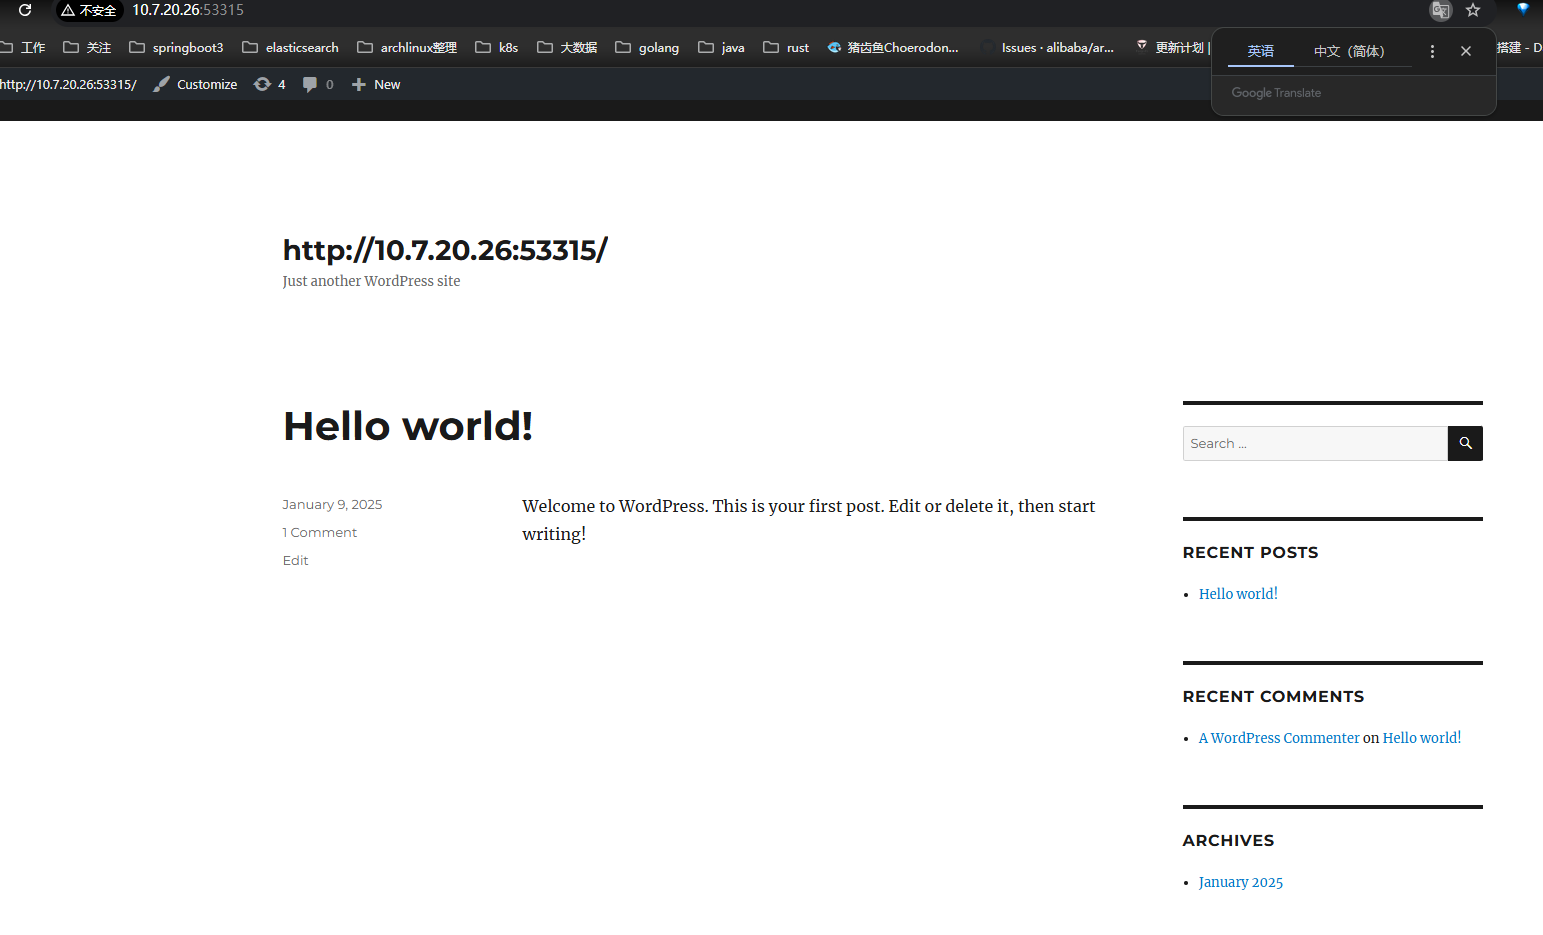 不安全 10.7.20.26:53315
工作 关注 springboot3 elasticsearch archlinux整理 k8s 大数据 golang java rust 猪齿鱼Choerodon... Issues · alibaba/ar... 更新计划 | 搭建 - D
英语 中文（简体）
Google Translate
http://10.7.20.26:53315/ Customize 4 0 New
http://10.7.20.26:53315/
Just another WordPress site
Hello world!
January 9, 2025
1 Comment
Edit
Welcome to WordPress. This is your first post. Edit or delete it, then start
writing!
Search ...
RECENT POSTS
Hello world!
RECENT COMMENTS
A WordPress Commenter on Hello world!
ARCHIVES
January 2025